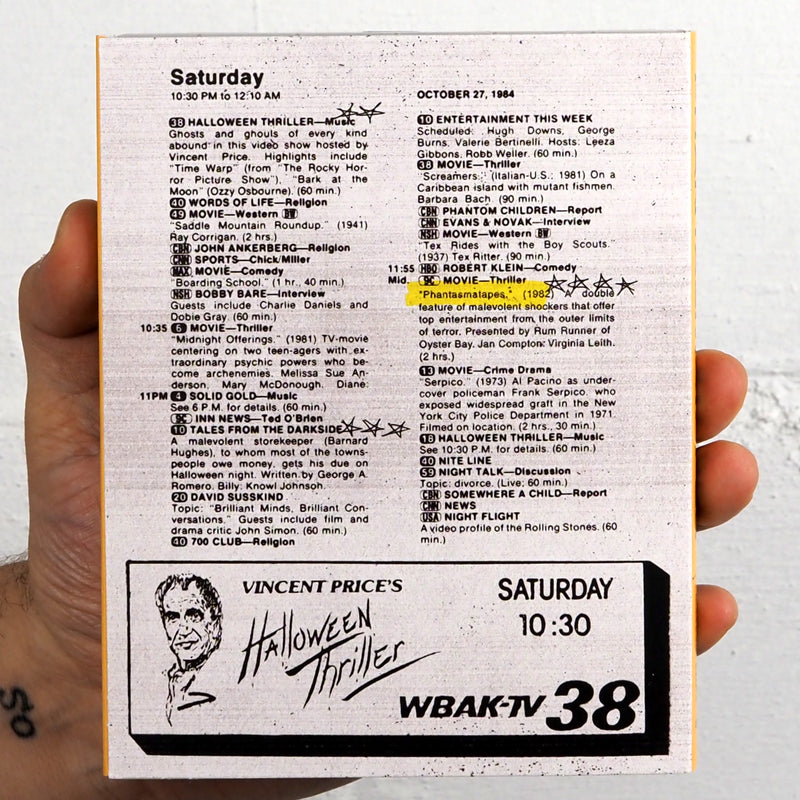 Saturday
10:30 PM to 12:10 AM
OCTOBER 27, 1984
38 HALLOWEEN THRILLER—Music
Ghosts and ghouls of every kind
abound in this video show hosted by
Vincent Price. Highlights include
"Time Warp" (from "The Rocky Hor-
ror Picture Show"), "Bark at the
Moon" (Ozzy Osbourne). (60 min.)
40 WORDS OF LIFE—Religion
49 MOVIE—Western BW
"Saddle Mountain Roundup." (1941)
Ray Corrigan. (2 hrs.)
CBN JOHN ANKERBERG—Religion
CNN SPORTS—Chick/Miller
MAX MOVIE—Comedy
"Boarding School." (1 hr., 40 min.)
NSH BOBBY BARE—Interview
Guests include Charlie Daniels and
Dobie Gray. (60 min.)
10:35 6 MOVIE—Thriller
"Midnight Offerings." (1981) TV-movie
centering on two teen-agers with ex-
traordinary psychic powers who be-
come archenemies. Melissa Sue An-
derson, Mary McDonough. Diane:
11PM 4 SOLID GOLD—Music
See 6 P.M. for details. (60 min.)
9C INN NEWS—Ted O'Brien
10 TALES FROM THE DARKSIDE
A malevolent storekeeper (Barnard
Hughes), to whom most of the towns-
people owe money, gets his due on
Halloween night. Written by George A.
Romero. Billy: Knowl Johnson.
20 DAVID SUSSKIND
Topic: "Brilliant Minds, Brilliant Con-
versations." Guests include film and
drama critic John Simon. (60 min.)
40 700 CLUB—Religion
10 ENTERTAINMENT THIS WEEK
Scheduled: Hugh Downs, George
Burns, Valerie Bertinelli. Hosts: Leeza
Gibbons, Robb Weller. (60 min.)
38 MOVIE—Thriller
"Screamers." (Italian-U.S.; 1981) On a
Caribbean island with mutant fishmen.
Barbara Bach. (90 min.)
CBN PHANTOM CHILDREN—Report
CNN EVANS & NOVAK—Interview
NSH MOVIE—Western BW
"Tex Rides with the Boy Scouts."
(1937) Tex Ritter. (90 min.)
11:55 HBO ROBERT KLEIN—Comedy
Mid. 9C MOVIE—Thriller
"Phantasmatapes." (1982) A double
feature of malevolent shockers that offer
top entertainment from the outer limits
of terror. Presented by Rum Runner of
Oyster Bay. Jan Compton: Virginia Leith.
(2 hrs.)
13 MOVIE—Crime Drama
"Serpico." (1973) Al Pacino as under-
cover policeman Frank Serpico, who
exposed widespread graft in the New
York City Police Department in 1971.
Filmed on location. (2 hrs., 30 min.)
18 HALLOWEEN THRILLER—Music
See 10:30 P.M. for details. (60 min.)
40 NITE LINE
59 NIGHT TALK—Discussion
Topic: divorce. (Live; 60 min.)
CBN SOMEWHERE A CHILD—Report
CNN NEWS
USA NIGHT FLIGHT
A video profile of the Rolling Stones. (60
min.)
VINCENT PRICE'S
Halloween
Thriller
SATURDAY
10:30
WBAK-TV 38